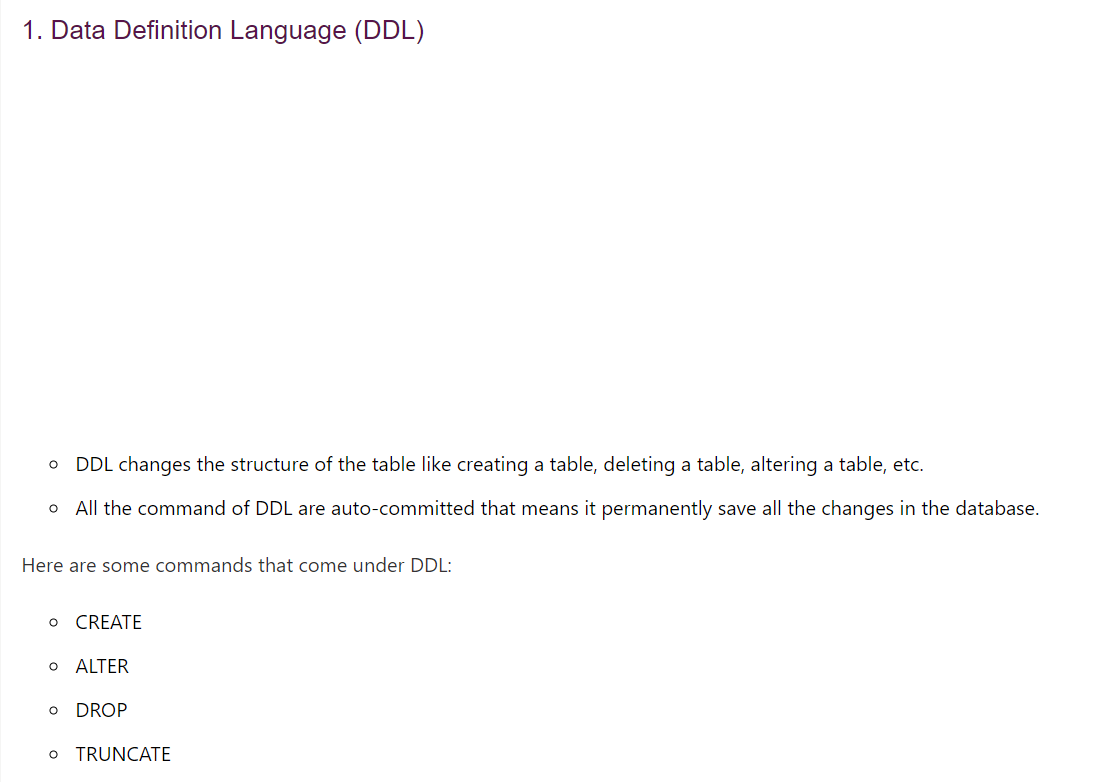 1. Data Definition Language (DDL)
DDL changes the structure of the table like creating a table, deleting a table, altering a table, etc.
All the command of DDL are auto-committed that means it permanently save all the changes in the database.
Here are some commands that come under DDL:
CREATE
ALTER
DROP
TRUNCATE